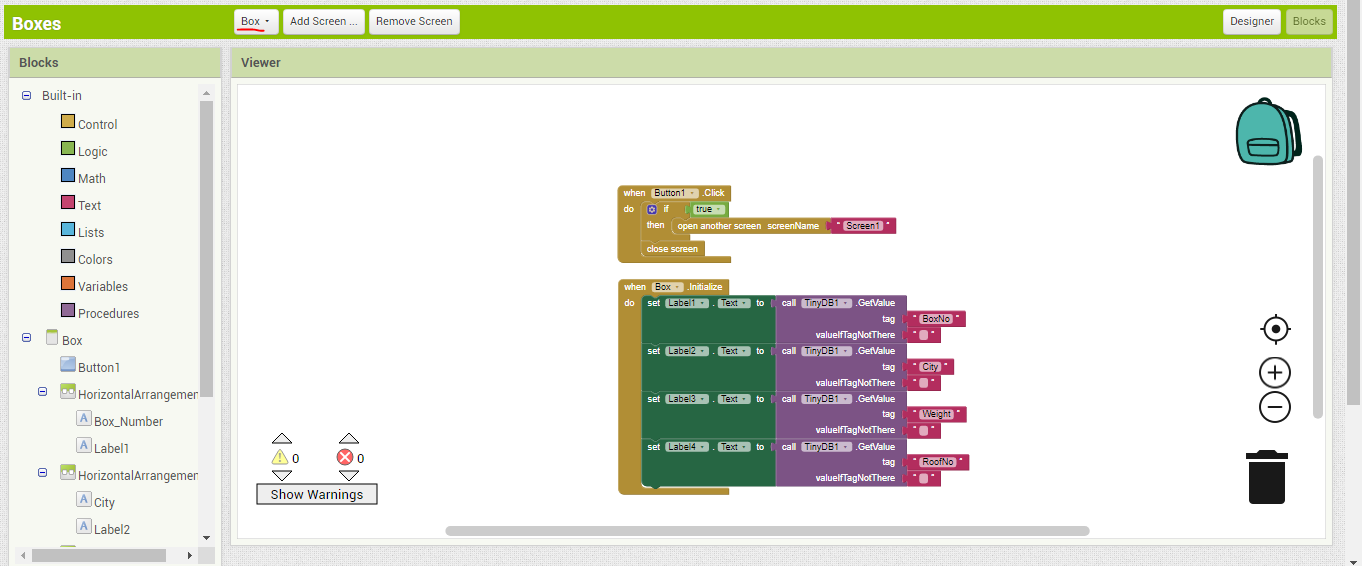 Boxes Box Add Screen ... Remove Screen Designer Blocks
Blocks
Built-in
Control
Logic
Math
Text
Lists
Colors
Variables
Procedures
Box
Button1
HorizontalArrangemen
Box_Number
Label1
HorizontalArrangemen
City
Label2
Viewer
when Button1 .Click
do if true
then open another screen screenName " Screen1 "
close screen
when Box .Initialize
do set Label1 . Text to call TinyDB1 .GetValue
tag " BoxNo "
valueIfTagNotThere " "
set Label2 . Text to call TinyDB1 .GetValue
tag " City "
valueIfTagNotThere " "
set Label3 . Text to call TinyDB1 .GetValue
tag " Weight "
valueIfTagNotThere " "
set Label4 . Text to call TinyDB1 .GetValue
tag " RoofNo "
valueIfTagNotThere " "
0 0
Show Warnings